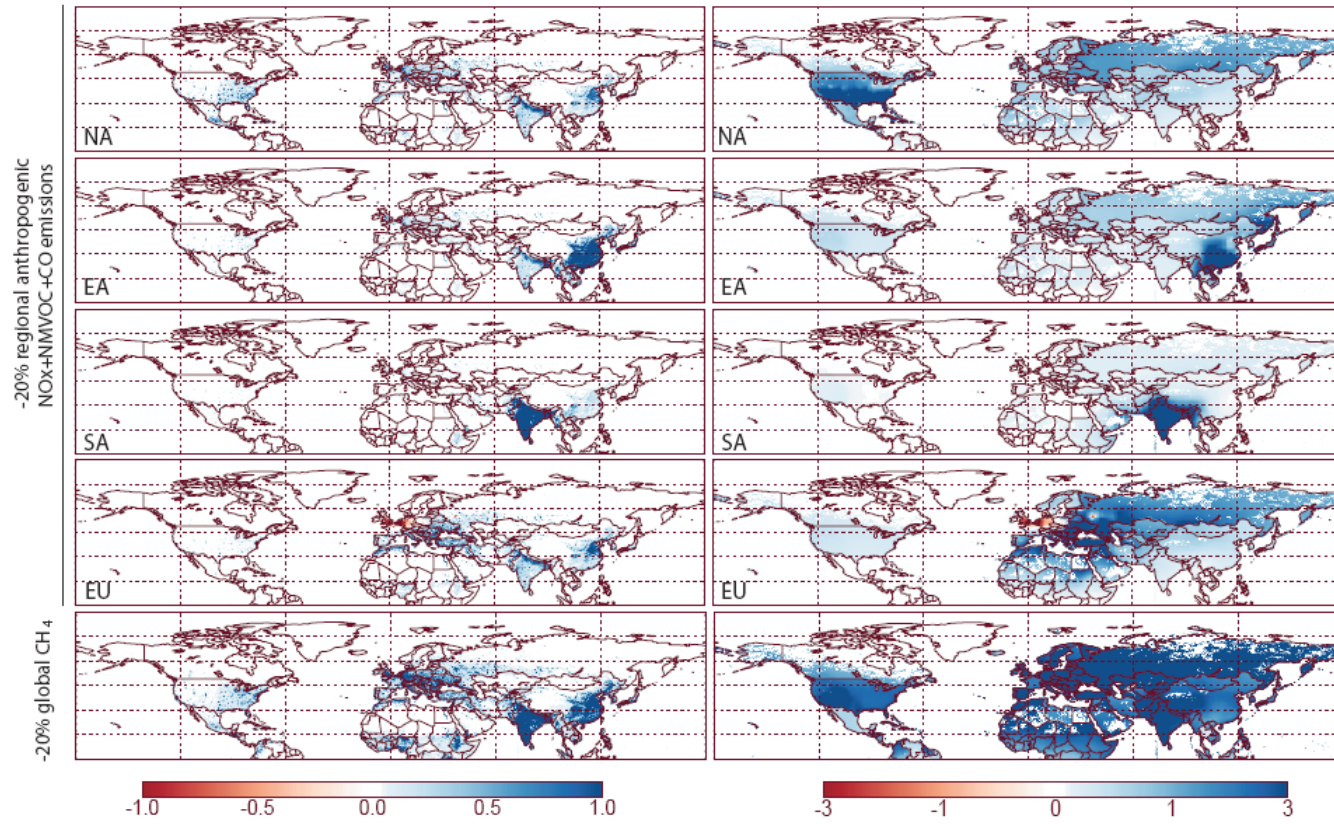 -20% regional anthropogenic
NOx+NMVOC+CO emissions
NA
NA
EA
EA
SA
SA
EU
EU
-20% global CH₄
-1.0 -0.5 0.0 0.5 1.0
-3 -1 0 1 3